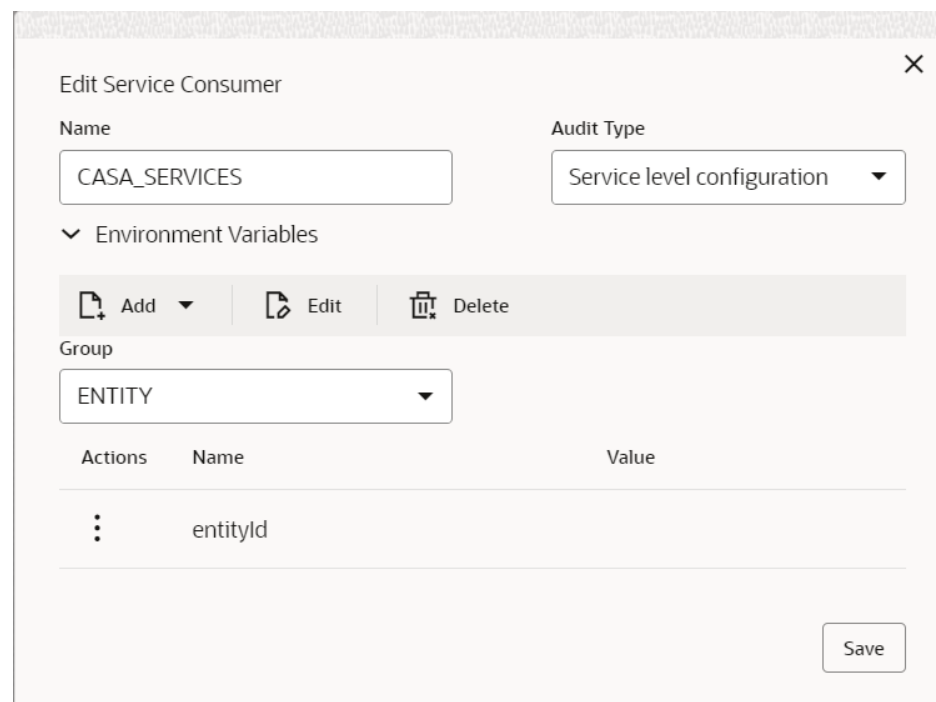 Edit Service Consumer
Name Audit Type
CASA_SERVICES Service level configuration
Environment Variables
Add Edit Delete
Group
ENTITY
Actions Name Value
entityId
Save